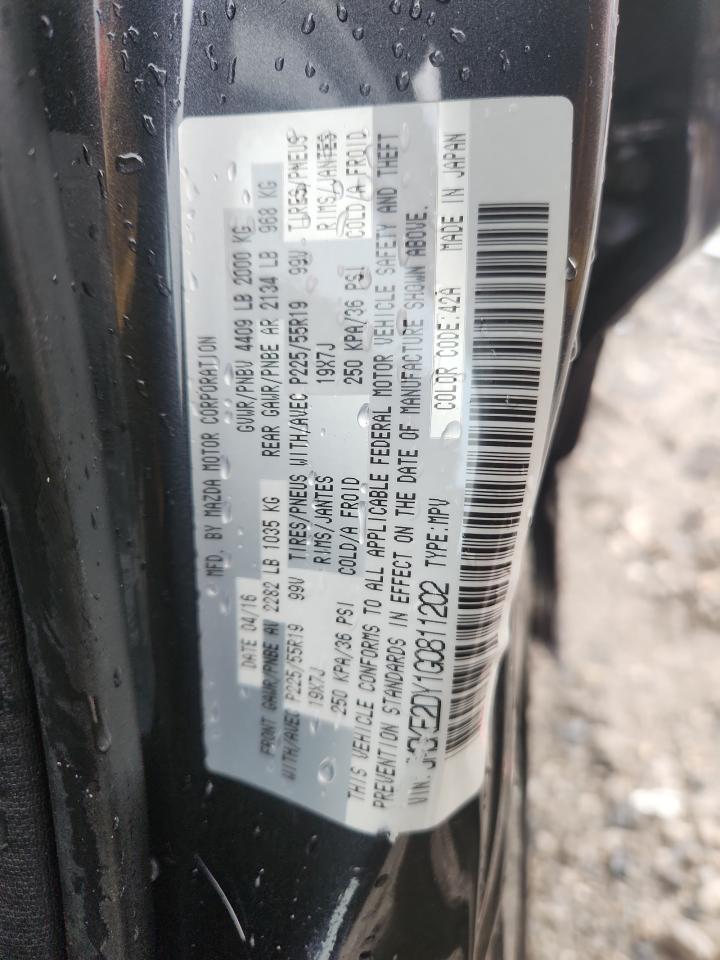 MFD. BY MAZDA MOTOR CORPORATION
DATE 04/16 GVWR/PNBV 4409 LB 2000 KG
FRONT GAWR/PNBE AV 2282 LB 1035 KG REAR GAWR/PNBE AR 2134 LB 968 KG
WITH/AVEC P225/55R19 99V TIRES/PNEUS WITH/AVEC P225/55R19 99V TIRES/PNEUS
19X7J RIMS/JANTES 19X7J RIMS/JANTES
250 KPA/36 PSI COLD/A FROID 250 KPA/36 PSI COLD/A FROID
THIS VEHICLE CONFORMS TO ALL APPLICABLE FEDERAL MOTOR VEHICLE SAFETY AND THEFT
PREVENTION STANDARDS IN EFFECT ON THE DATE OF MANUFACTURE SHOWN ABOVE.
VIN: TYPE:MPV COLOR CODE:42A MADE IN JAPAN